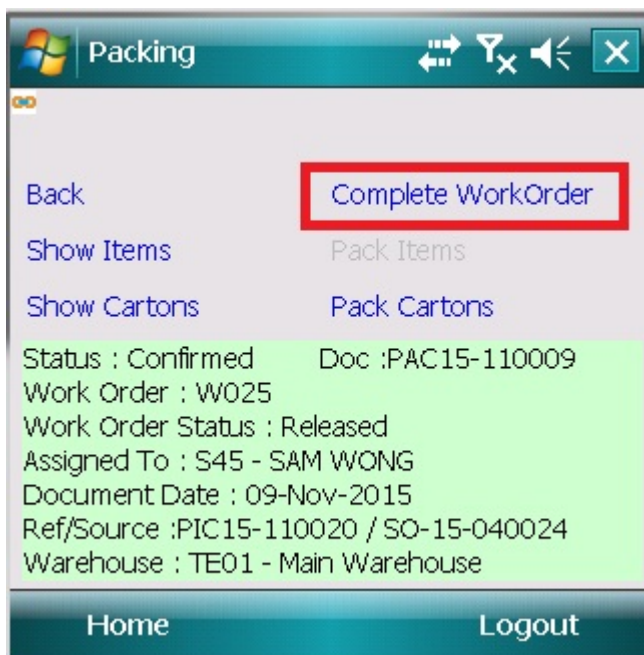 Packing
Back Complete WorkOrder
Show Items Pack Items
Show Cartons Pack Cartons
Status : Confirmed Doc :PAC15-110009
Work Order : W025
Work Order Status : Released
Assigned To : S45 - SAM WONG
Document Date : 09-Nov-2015
Ref/Source :PIC15-110020 / SO-15-040024
Warehouse : TE01 - Main Warehouse
Home Logout